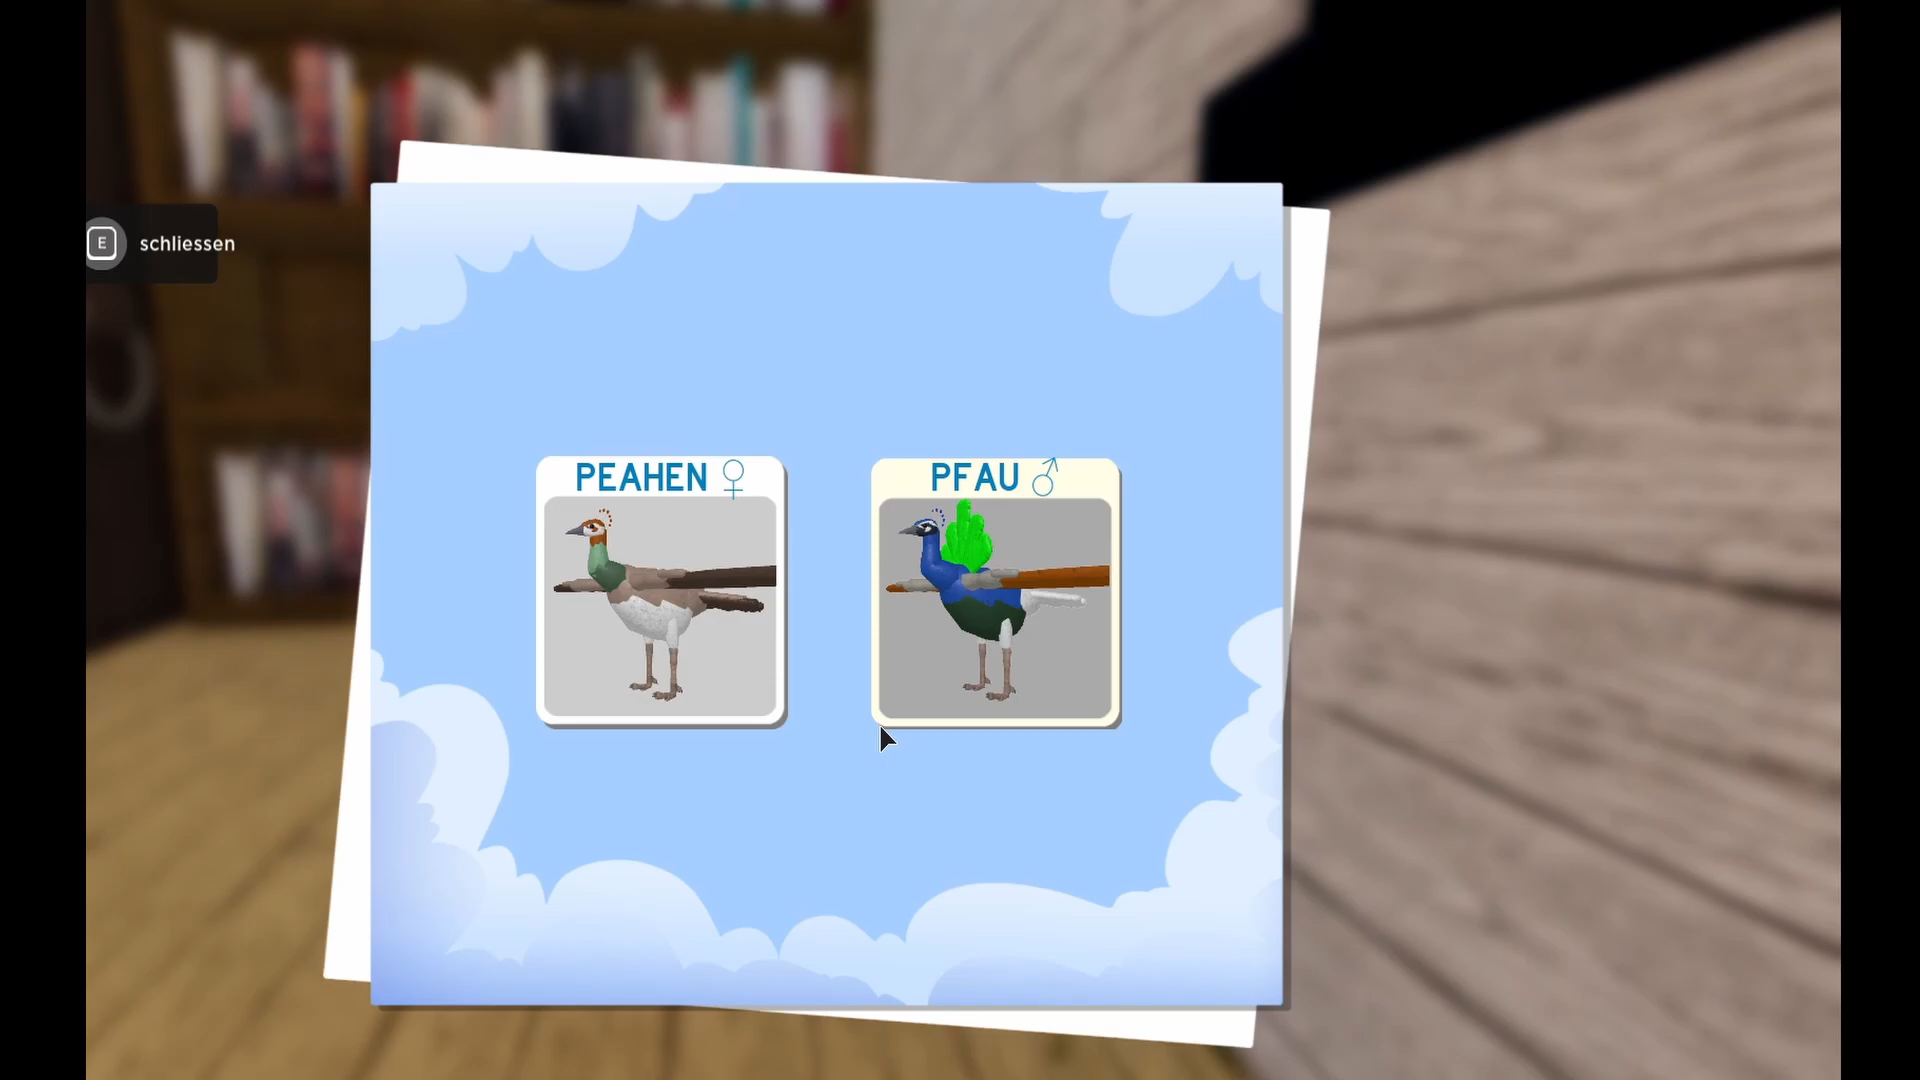 E schliessen
PEAHEN ♀
PFAU ♂